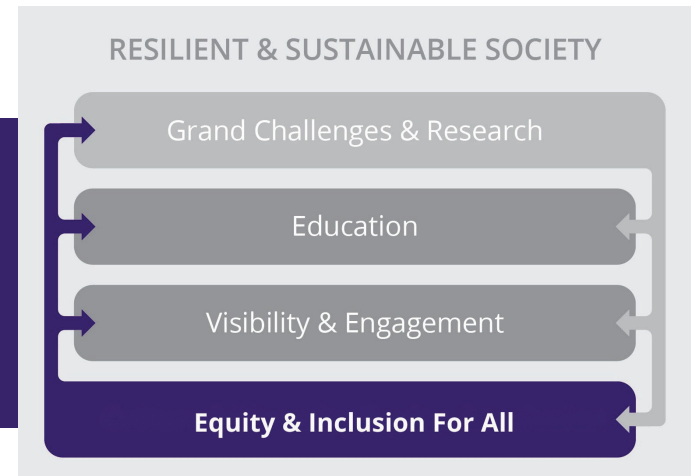 RESILIENT & SUSTAINABLE SOCIETY
Grand Challenges & Research
Education
Visibility & Engagement
Equity & Inclusion For All